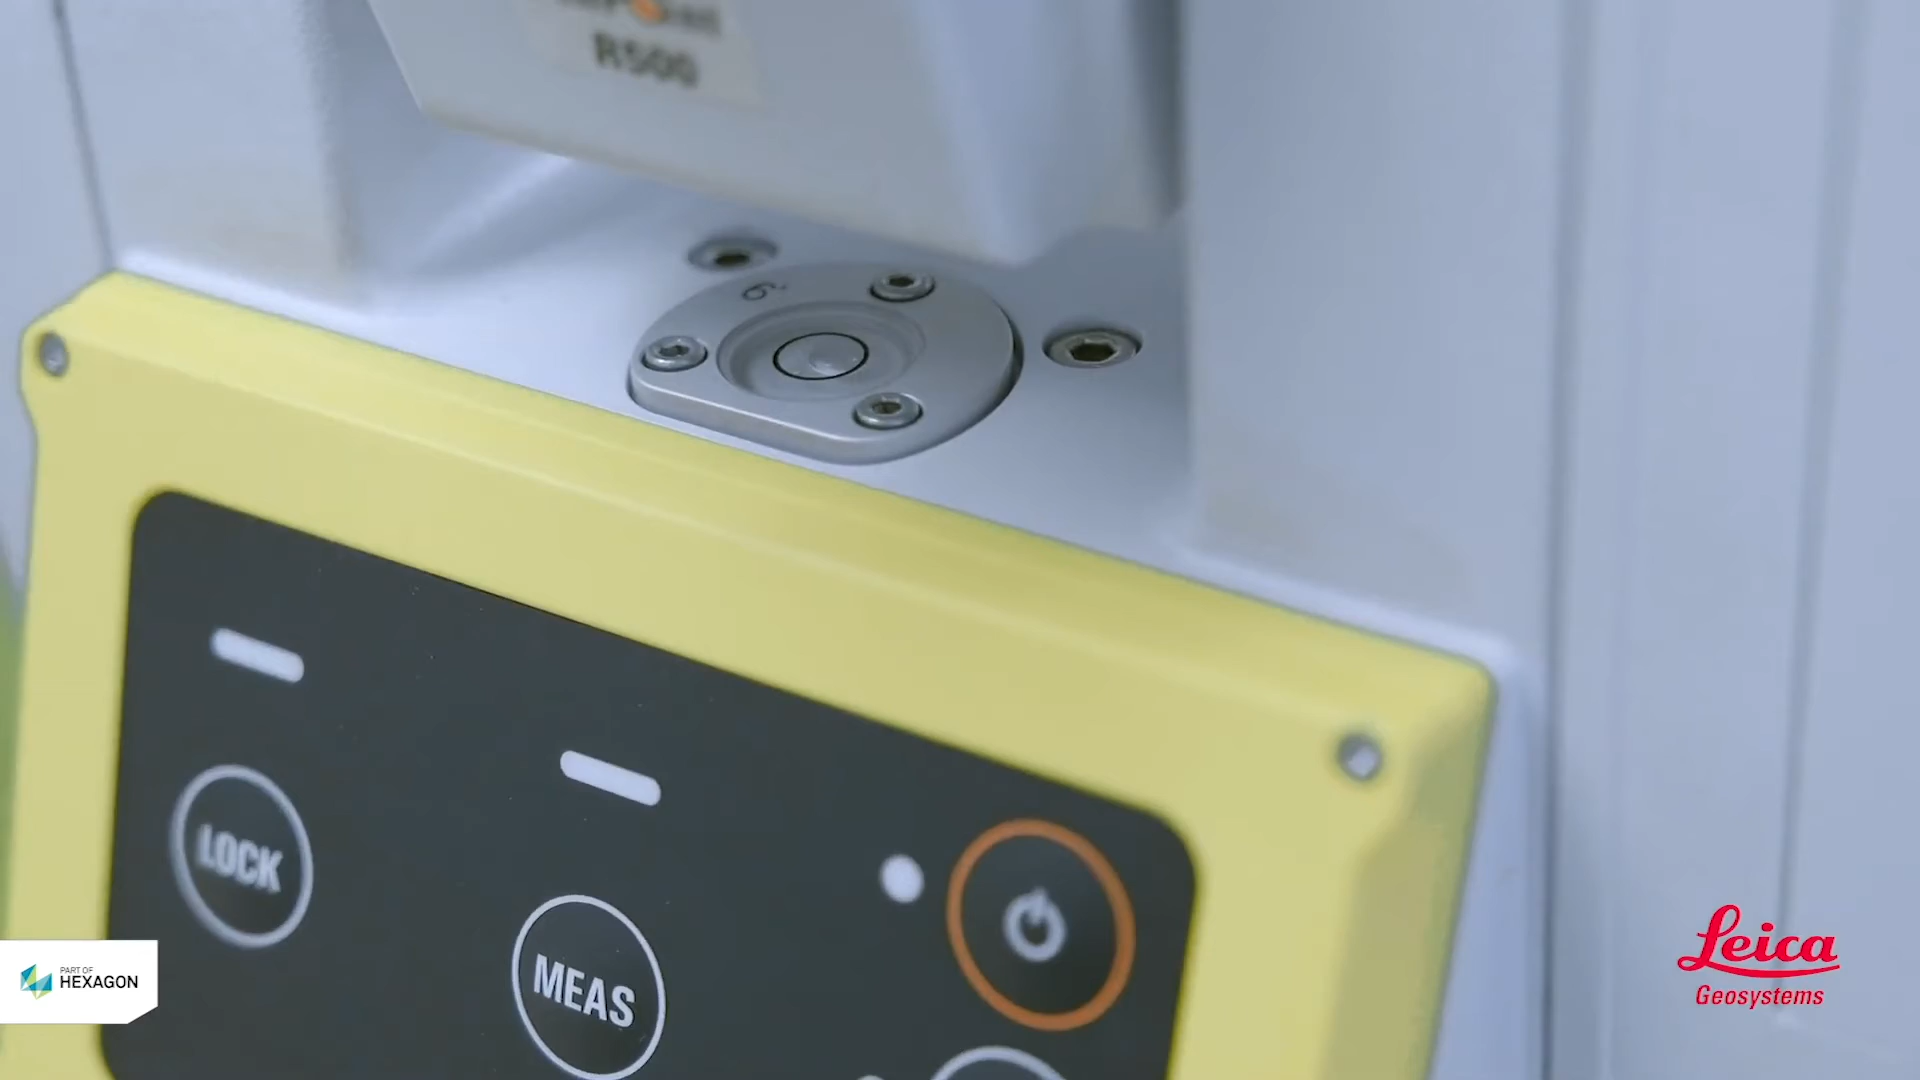 R500
6'
LOCK
MEAS
PART OF
HEXAGON
Leica
Geosystems